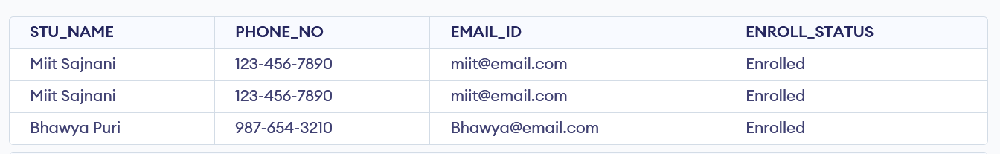 STU_NAME PHONE_NO EMAIL_ID ENROLL_STATUS
Miit Sajnani 123-456-7890 miit@email.com Enrolled
Miit Sajnani 123-456-7890 miit@email.com Enrolled
Bhawya Puri 987-654-3210 Bhawya@email.com Enrolled